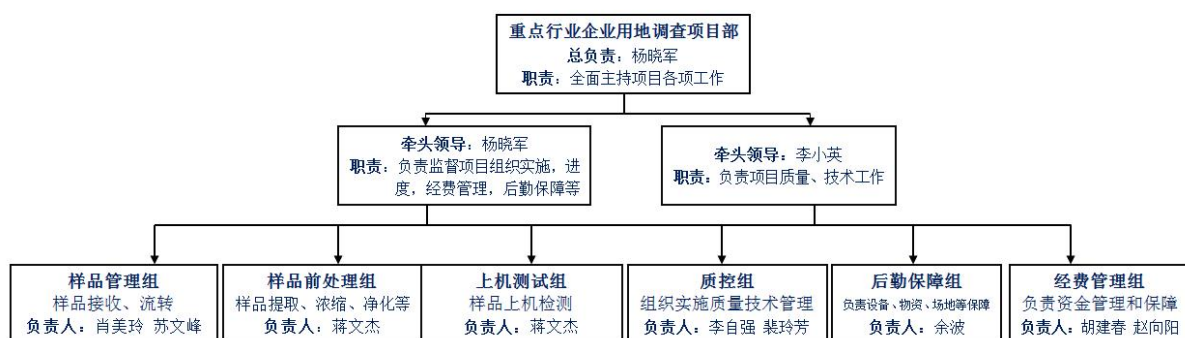 重点行业企业用地调查项目部
总负责：杨晓军
职责：全面主持项目各项工作
牵头领导：杨晓军
职责：负责监督项目组织实施，进
度，经费管理，后勤保障等
牵头领导：李小英
职责：负责项目质量、技术工作
样品管理组
样品接收、流转
负责人：肖美玲 苏文峰
样品前处理组
样品提取、浓缩、净化等
负责人：蒋文杰
上机测试组
样品上机检测
负责人：蒋文杰
质控组
组织实施质量技术管理
负责人：李自强 裴玲芳
后勤保障组
负责设备、物资、场地等保障
负责人：余波
经费管理组
负责资金管理和保障
负责人：胡建春 赵向阳